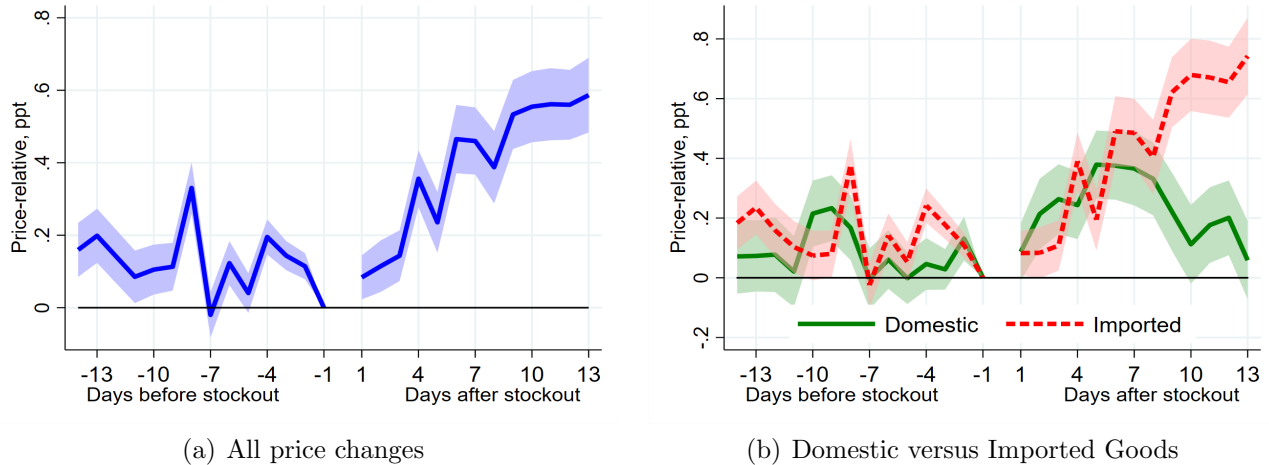 Price-relative, ppt
.8
.6
.4
.2
0
-13 -10 -7 -4 -1 1 4 7 10 13
Days before stockout Days after stockout
(a) All price changes
Price-relative, ppt
.8
.6
.4
.2
0
-.2
Domestic Imported
-13 -10 -7 -4 -1 1 4 7 10 13
Days before stockout Days after stockout
(b) Domestic versus Imported Goods